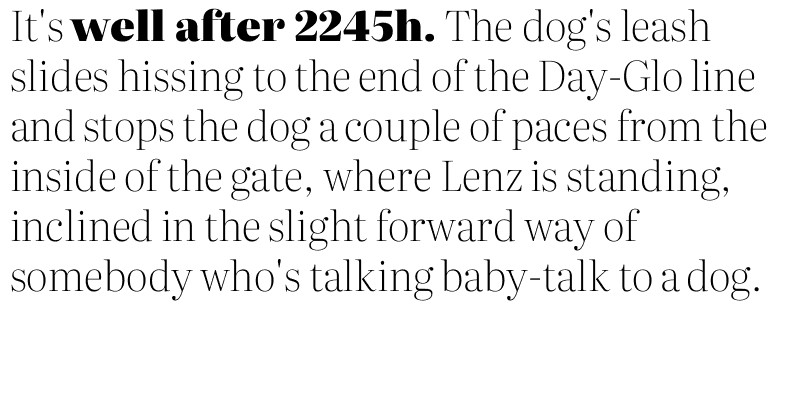 It's well after 2245h. The dog's leash
slides hissing to the end of the Day-Glo line
and stops the dog a couple of paces from the
inside of the gate, where Lenz is standing,
inclined in the slight forward way of
somebody who's talking baby-talk to a dog.